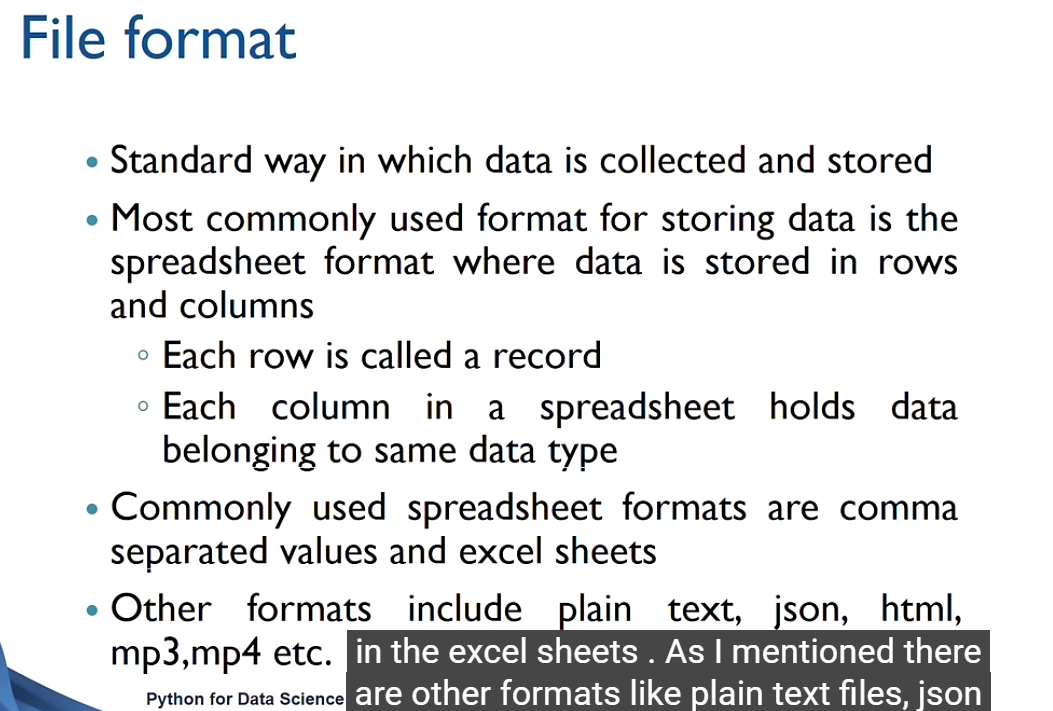 File format
• Standard way in which data is collected and stored
• Most commonly used format for storing data is the
spreadsheet format where data is stored in rows
and columns
◦ Each row is called a record
◦ Each column in a spreadsheet holds data
belonging to same data type
• Commonly used spreadsheet formats are comma
separated values and excel sheets
• Other formats include plain text, json, html,
mp3,mp4 etc.
in the excel sheets . As I mentioned there
are other formats like plain text files, json
Python for Data Science